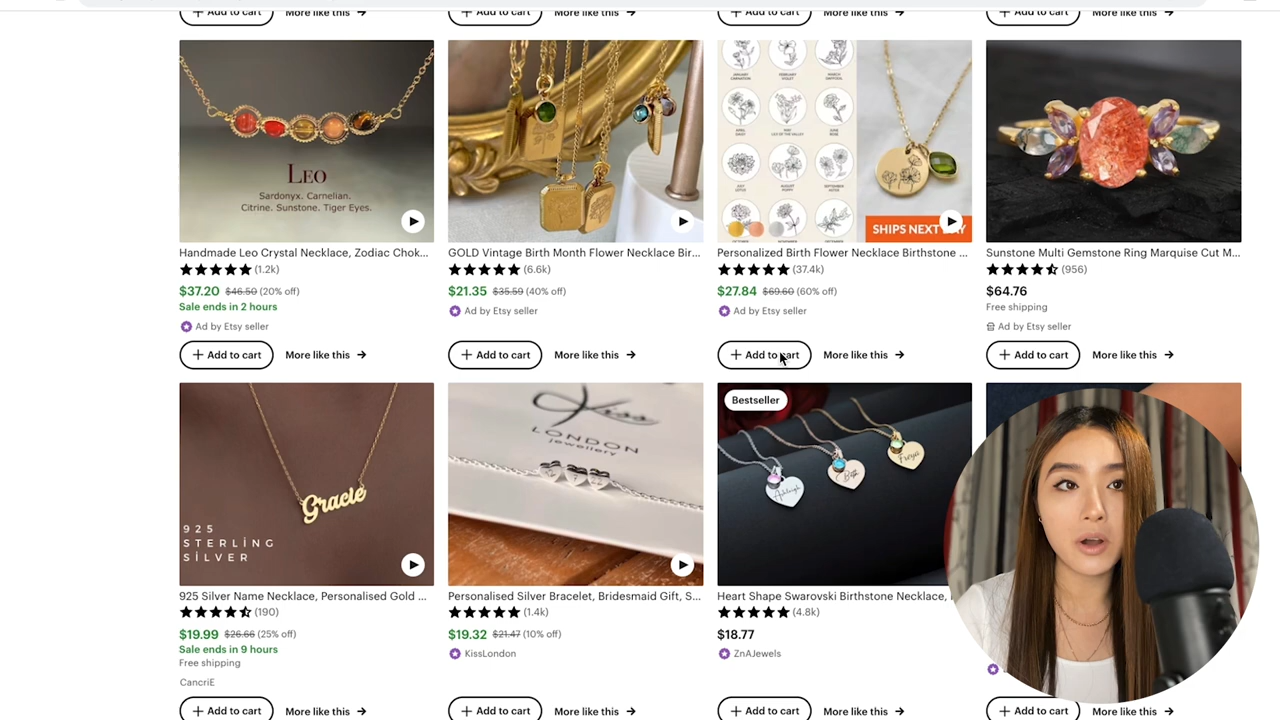 Add to cart More like this →
Add to cart More like this →
Add to cart More like this →
Add to cart More like this →
LEO
Sardonyx. Carnelian.
Citrine. Sunstone. Tiger Eyes.
SHIPS NEXT
Handmade Leo Crystal Necklace, Zodiac Chok...
(1.2k)
$37.20 $46.50 (20% off)
Sale ends in 2 hours
Ad by Etsy seller
+ Add to cart More like this →
GOLD Vintage Birth Month Flower Necklace Bir...
(6.6k)
$21.35 $35.59 (40% off)
Ad by Etsy seller
+ Add to cart More like this →
Personalized Birth Flower Necklace Birthstone ...
(37.4k)
$27.84 $69.60 (60% off)
Ad by Etsy seller
+ Add to cart More like this →
Sunstone Multi Gemstone Ring Marquise Cut M...
(956)
$64.76
Free shipping
Ad by Etsy seller
+ Add to cart More like this →
Gracie
925
STERLİNG
SİLVER
925 Silver Name Necklace, Personalised Gold ...
(190)
$19.99 $26.66 (25% off)
Sale ends in 9 hours
Free shipping
CancriE
+ Add to cart More like this →
Kiss
LONDON
jewellery
Personalised Silver Bracelet, Bridesmaid Gift, S...
(1.4k)
$19.32 $21.47 (10% off)
KissLondon
+ Add to cart More like this →
Bestseller
Ashleigh
Beth
Freya
Heart Shape Swarovski Birthstone Necklace,
(4.8k)
$18.77
ZnAJewels
+ Add to cart More like this →
+ Add to cart More like this →